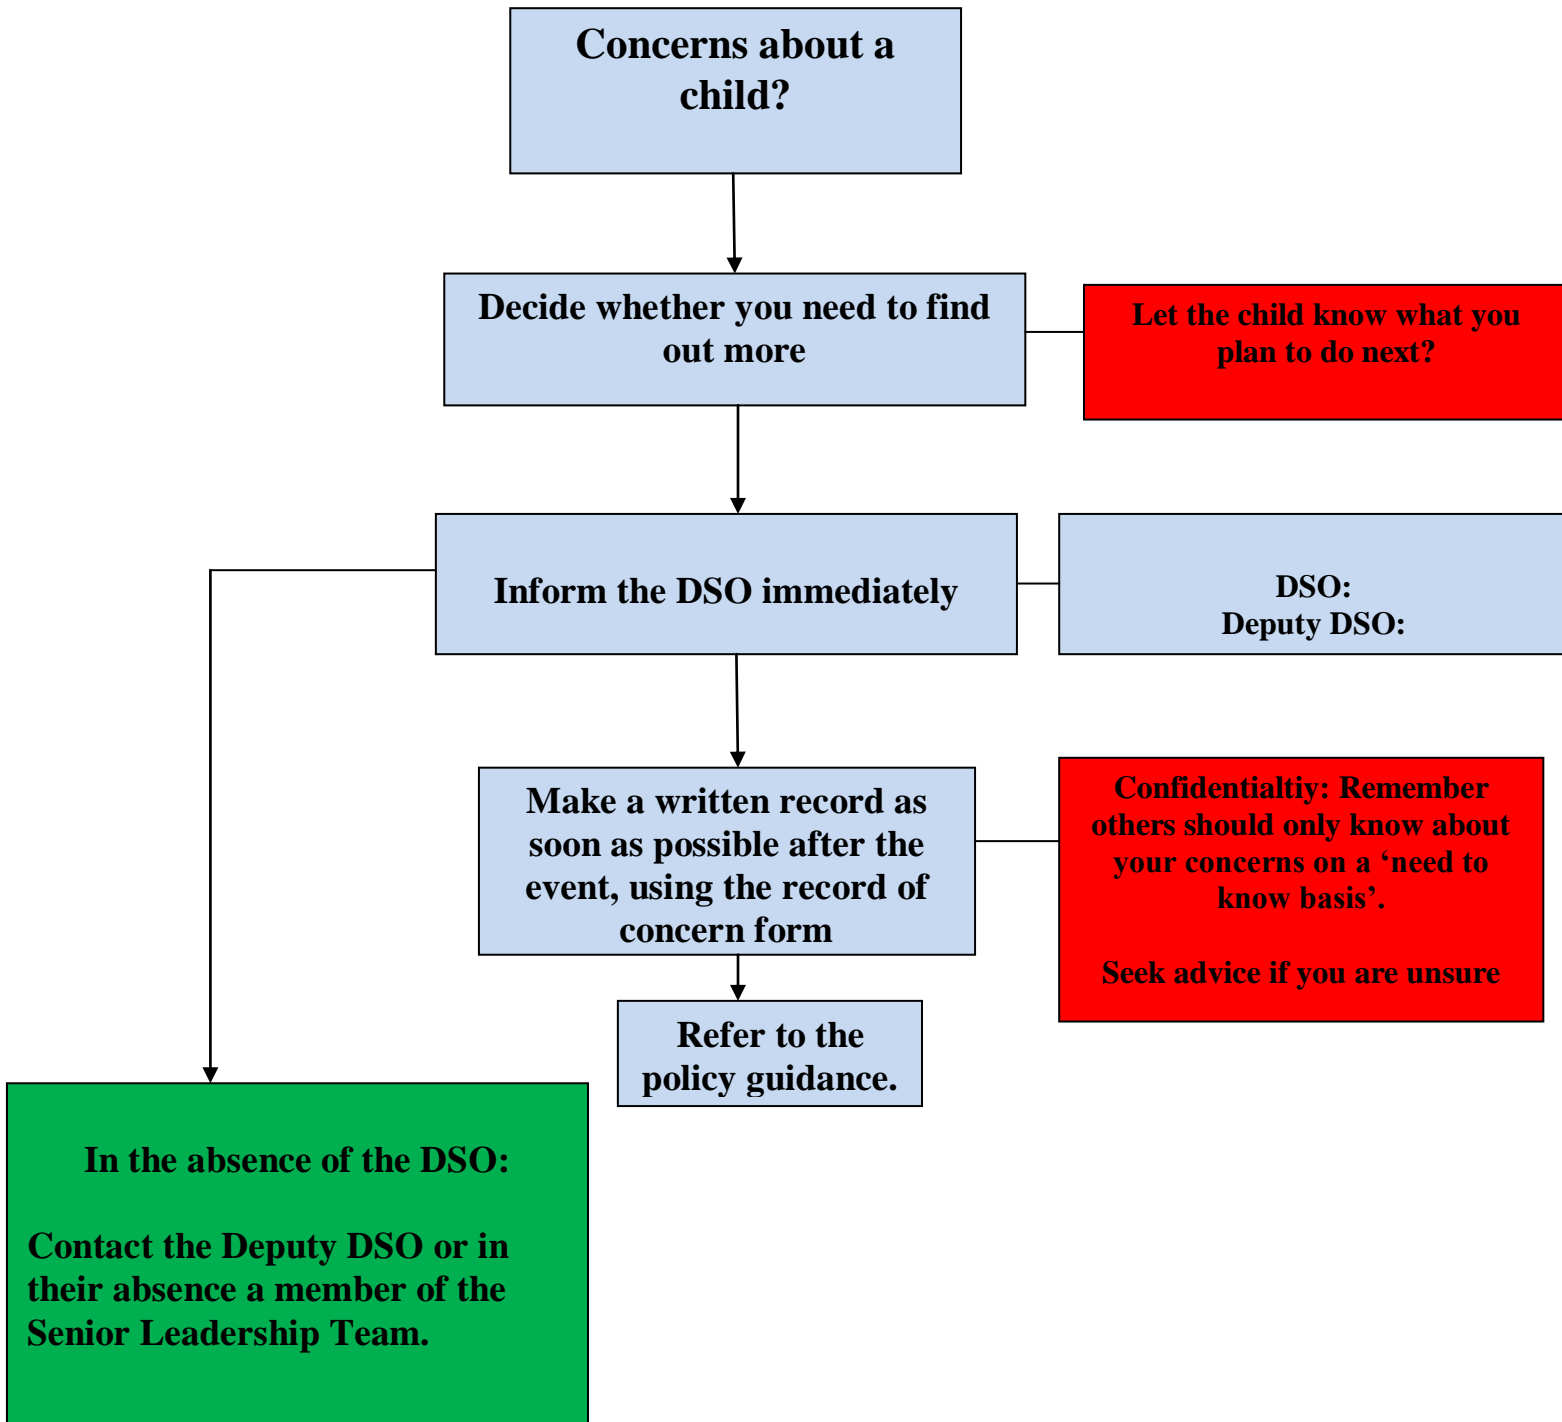 Concerns about a
child?
Decide whether you need to find
out more
Let the child know what you
plan to do next?
Inform the DSO immediately
DSO:
Deputy DSO:
Make a written record as
soon as possible after the
event, using the record of
concern form
Confidentialtiy: Remember
others should only know about
your concerns on a ‘need to
know basis’.
Seek advice if you are unsure
Refer to the
policy guidance.
In the absence of the DSO:
Contact the Deputy DSO or in
their absence a member of the
Senior Leadership Team.